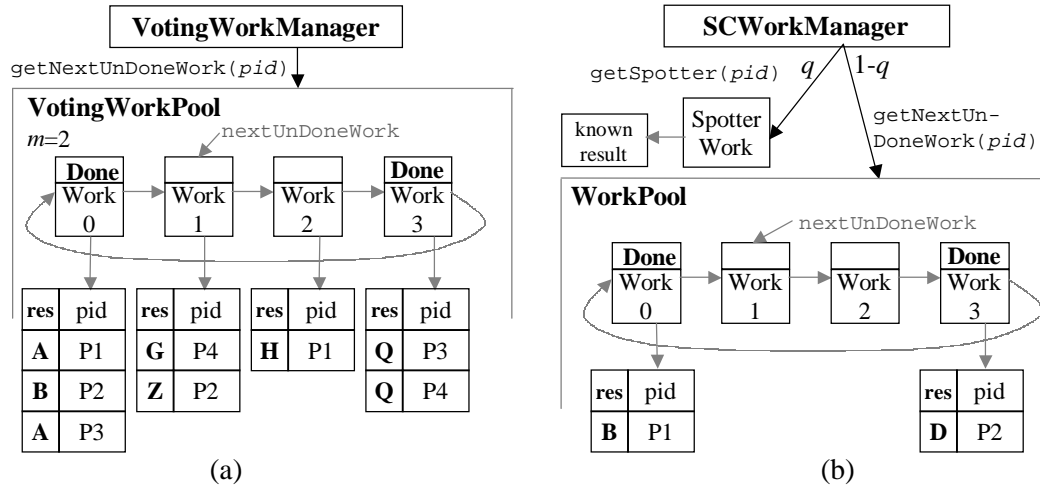 VotingWorkManager
getNextUnDoneWork(pid)
VotingWorkPool
m=2
nextUnDoneWork
Done
Work
0
Work
1
Work
2
Done
Work
3
res pid
A P1
B P2
A P3
res pid
G P4
Z P2
res pid
H P1
res pid
Q P3
Q P4
(a)
SCWorkManager
getSpotter(pid)
q
1-q
getNextUn-
DoneWork(pid)
known
result
Spotter
Work
WorkPool
nextUnDoneWork
Done
Work
0
Work
1
Work
2
Done
Work
3
res pid
B P1
res pid
D P2
(b)